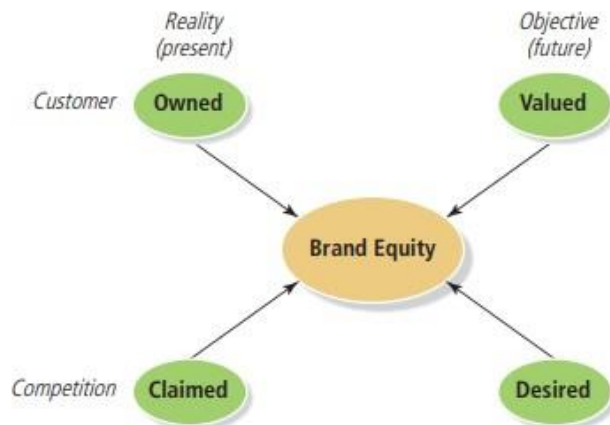 Reality
(present)
Objective
(future)
Customer
Owned
Valued
Brand Equity
Competition
Claimed
Desired